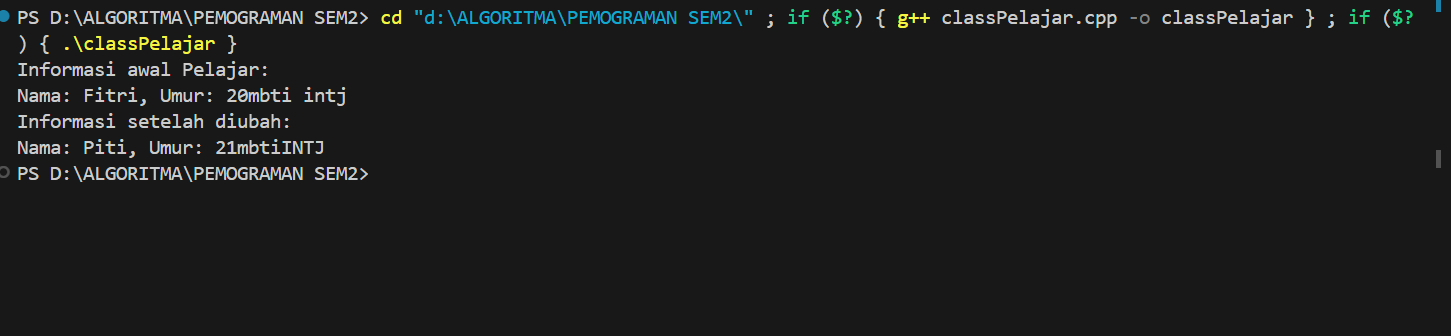 PS D:\ALGORITMA\PEMOGRAMAN SEM2> cd "d:\ALGORITMA\PEMOGRAMAN SEM2\" ; if ($?) { g++ classPelajar.cpp -o classPelajar } ; if ($?
) { .\classPelajar }
Informasi awal Pelajar:
Nama: Fitri, Umur: 20mbti intj
Informasi setelah diubah:
Nama: Piti, Umur: 21mbtiINTJ
PS D:\ALGORITMA\PEMOGRAMAN SEM2>